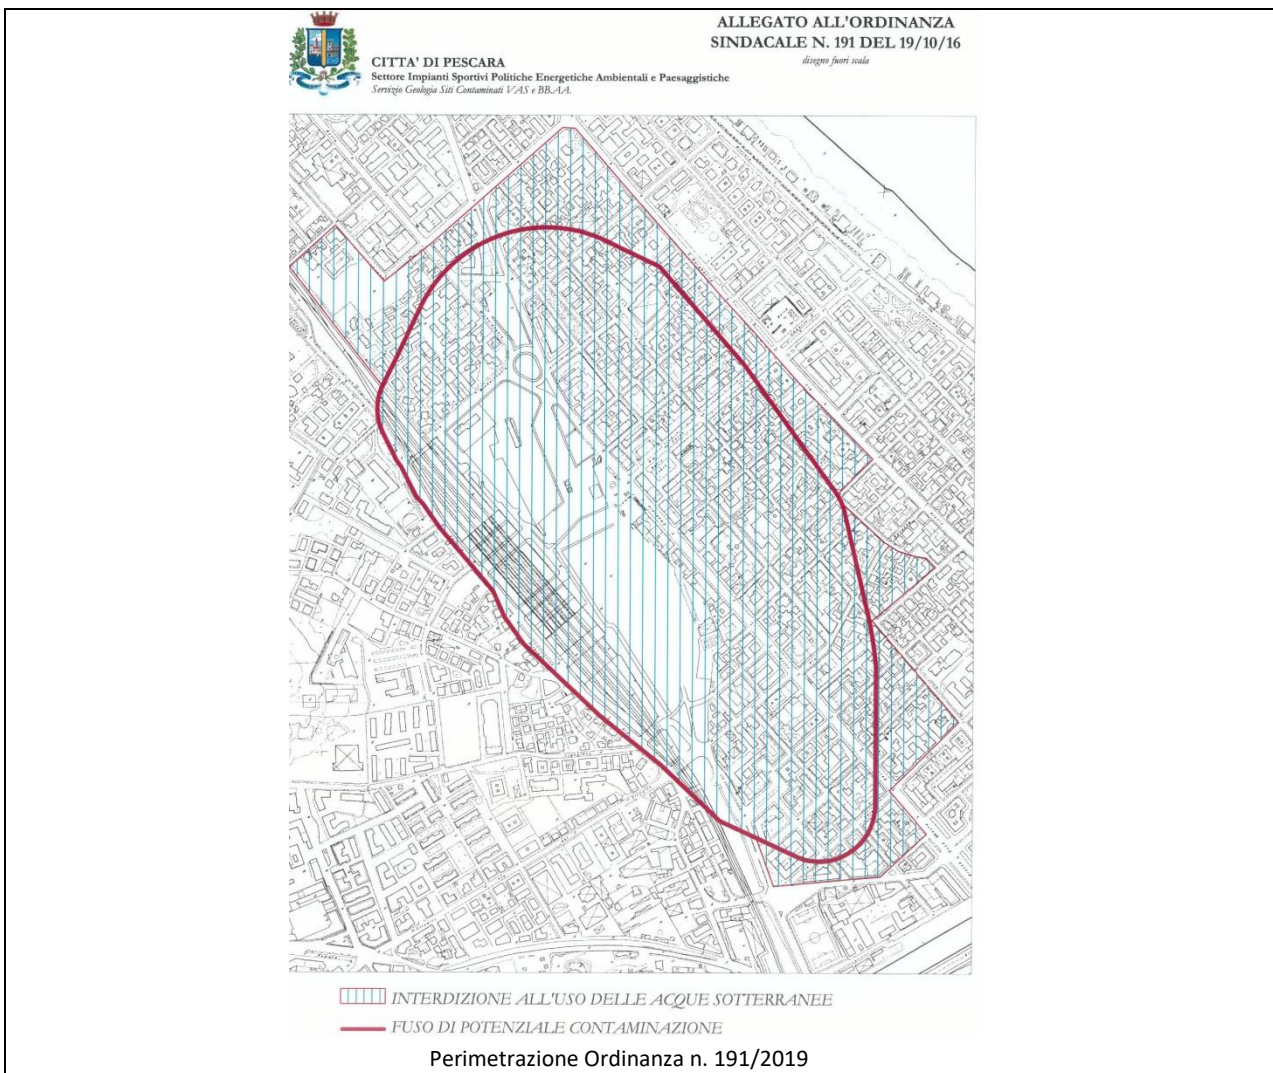 ALLEGATO ALL'ORDINANZA
SINDACALE N. 191 DEL 19/10/16
disegno fuori scala
CITTA' DI PESCARA
Settore Impianti Sportivi Politiche Energetiche Ambientali e Paesaggistiche
Servizio Geologia Siti Contaminati VAS e BB.AA.
INTERDIZIONE ALL'USO DELLE ACQUE SOTTERRANEE
FUSO DI POTENZIALE CONTAMINAZIONE
Perimetrazione Ordinanza n. 191/2019